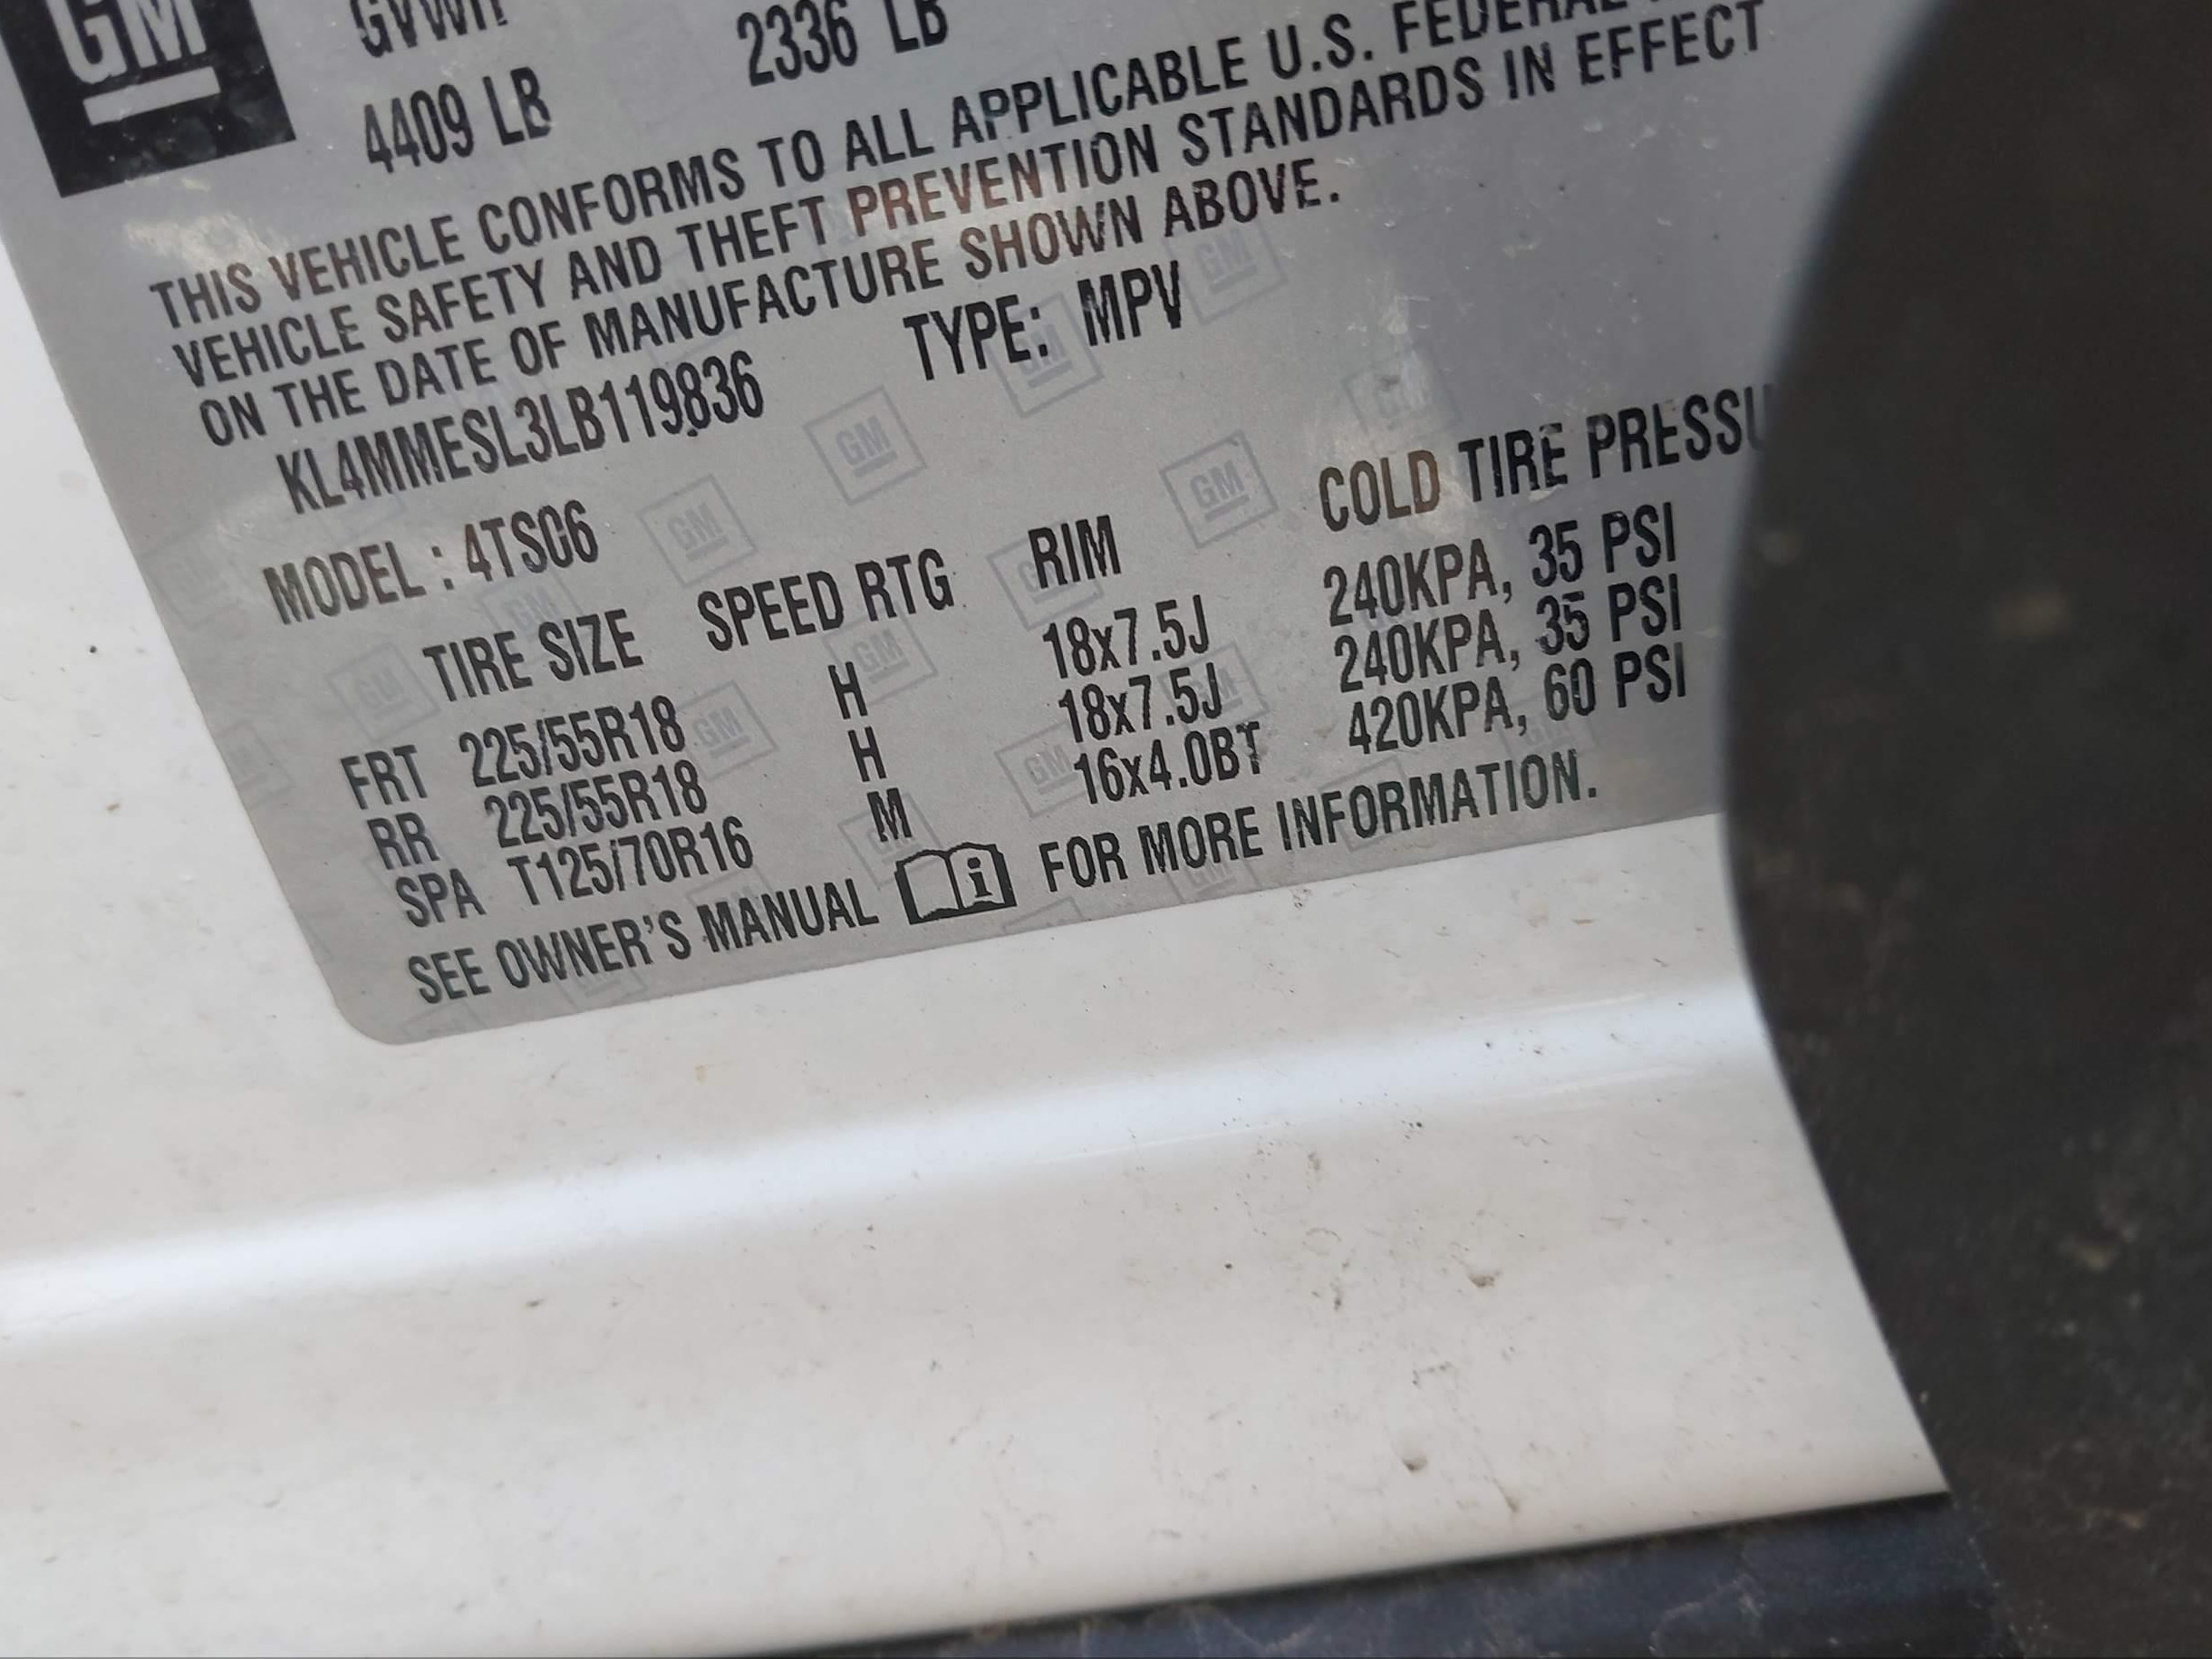 GM
GVWR
4409 LB 2336 LB
THIS VEHICLE CONFORMS TO ALL APPLICABLE U.S. FEDERAL
VEHICLE SAFETY AND THEFT PREVENTION STANDARDS IN EFFECT
ON THE DATE OF MANUFACTURE SHOWN ABOVE.
KL4MMESL3LB119836 TYPE: MPV
MODEL : 4TS06
TIRE SIZE SPEED RTG RIM COLD TIRE PRESSU
FRT 225/55R18 H 18x7.5J 240KPA, 35 PSI
RR 225/55R18 H 18x7.5J 240KPA, 35 PSI
SPA T125/70R16 M 16x4.0BT 420KPA, 60 PSI
SEE OWNER'S MANUAL i FOR MORE INFORMATION.